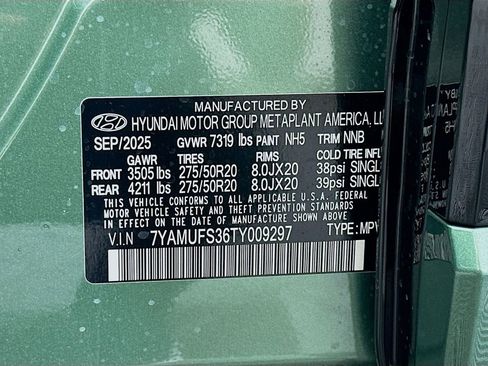 MANUFACTURED BY
HYUNDAI MOTOR GROUP METAPLANT AMERICA, LL
SEP/2025 GVWR 7319 lbs PAINT NH5 TRIM NNB
GAWR TIRES RIMS COLD TIRE INFL
FRONT 3505 lbs 275/50R20 8.0JX20 38psi SINGL
REAR 4211 lbs 275/50R20 8.0JX20 39psi SINGL
THIS VEHICLE CONFORMS TO ALL APPLICABLE FEDERAL
MOTOR VEHICLE SAFETY AND THEFT PREVENTION STANDARDS
IN EFFECT ON THE DATE OF MANUFACTURE SHOWN ABOVE.
V.I.N 7YAMUFS36TY009297 TYPE: MPV